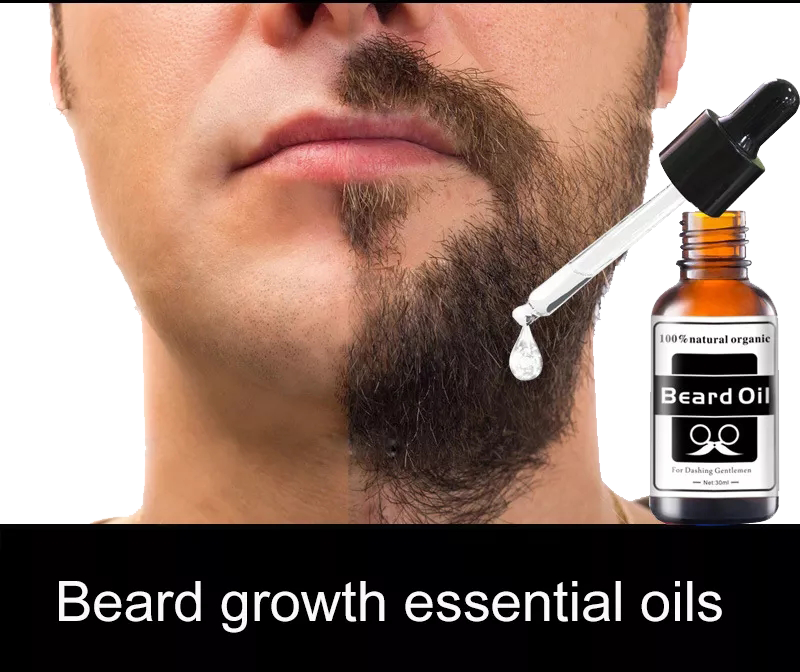 100% natural organic
Beard Oil
For Dashing Gentlemen
Net:30ml
Beard growth essential oils